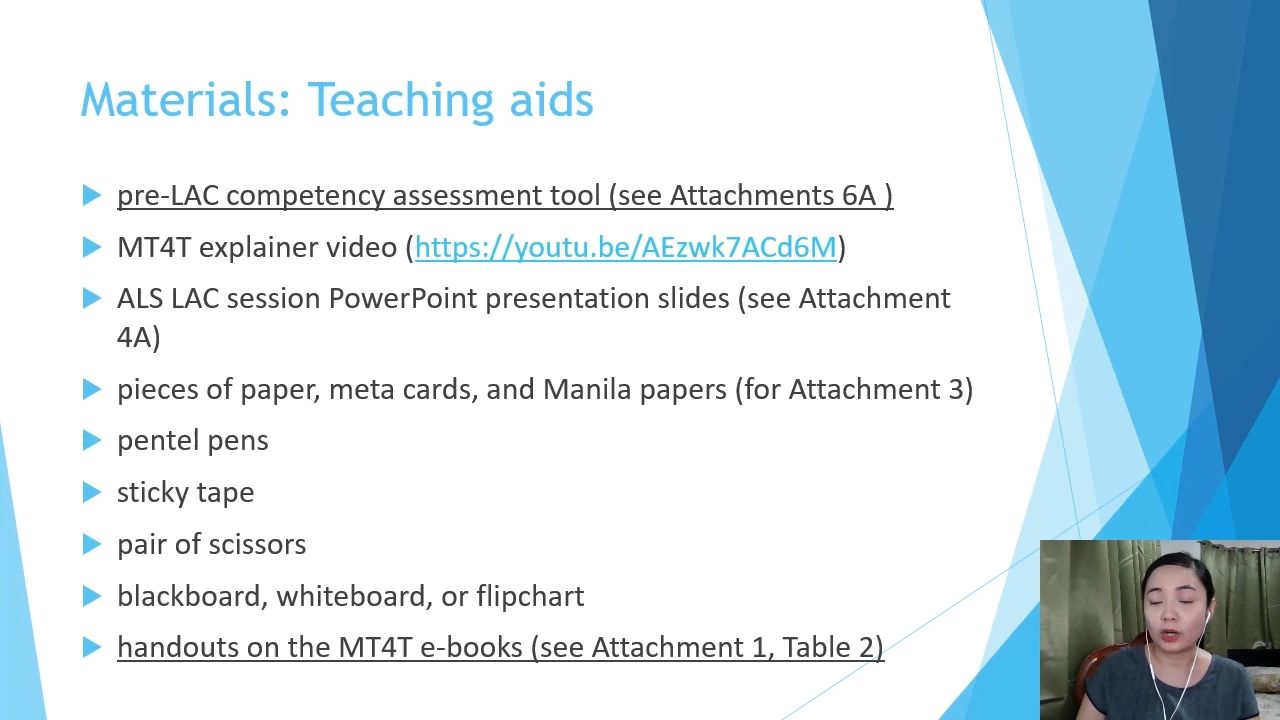 Materials: Teaching aids
pre-LAC competency assessment tool (see Attachments 6A )
MT4T explainer video (https://youtu.be/AEzwk7ACd6M)
ALS LAC session PowerPoint presentation slides (see Attachment
4A)
pieces of paper, meta cards, and Manila papers (for Attachment 3)
pentel pens
sticky tape
pair of scissors
blackboard, whiteboard, or flipchart
handouts on the MT4T e-books (see Attachment 1, Table 2)